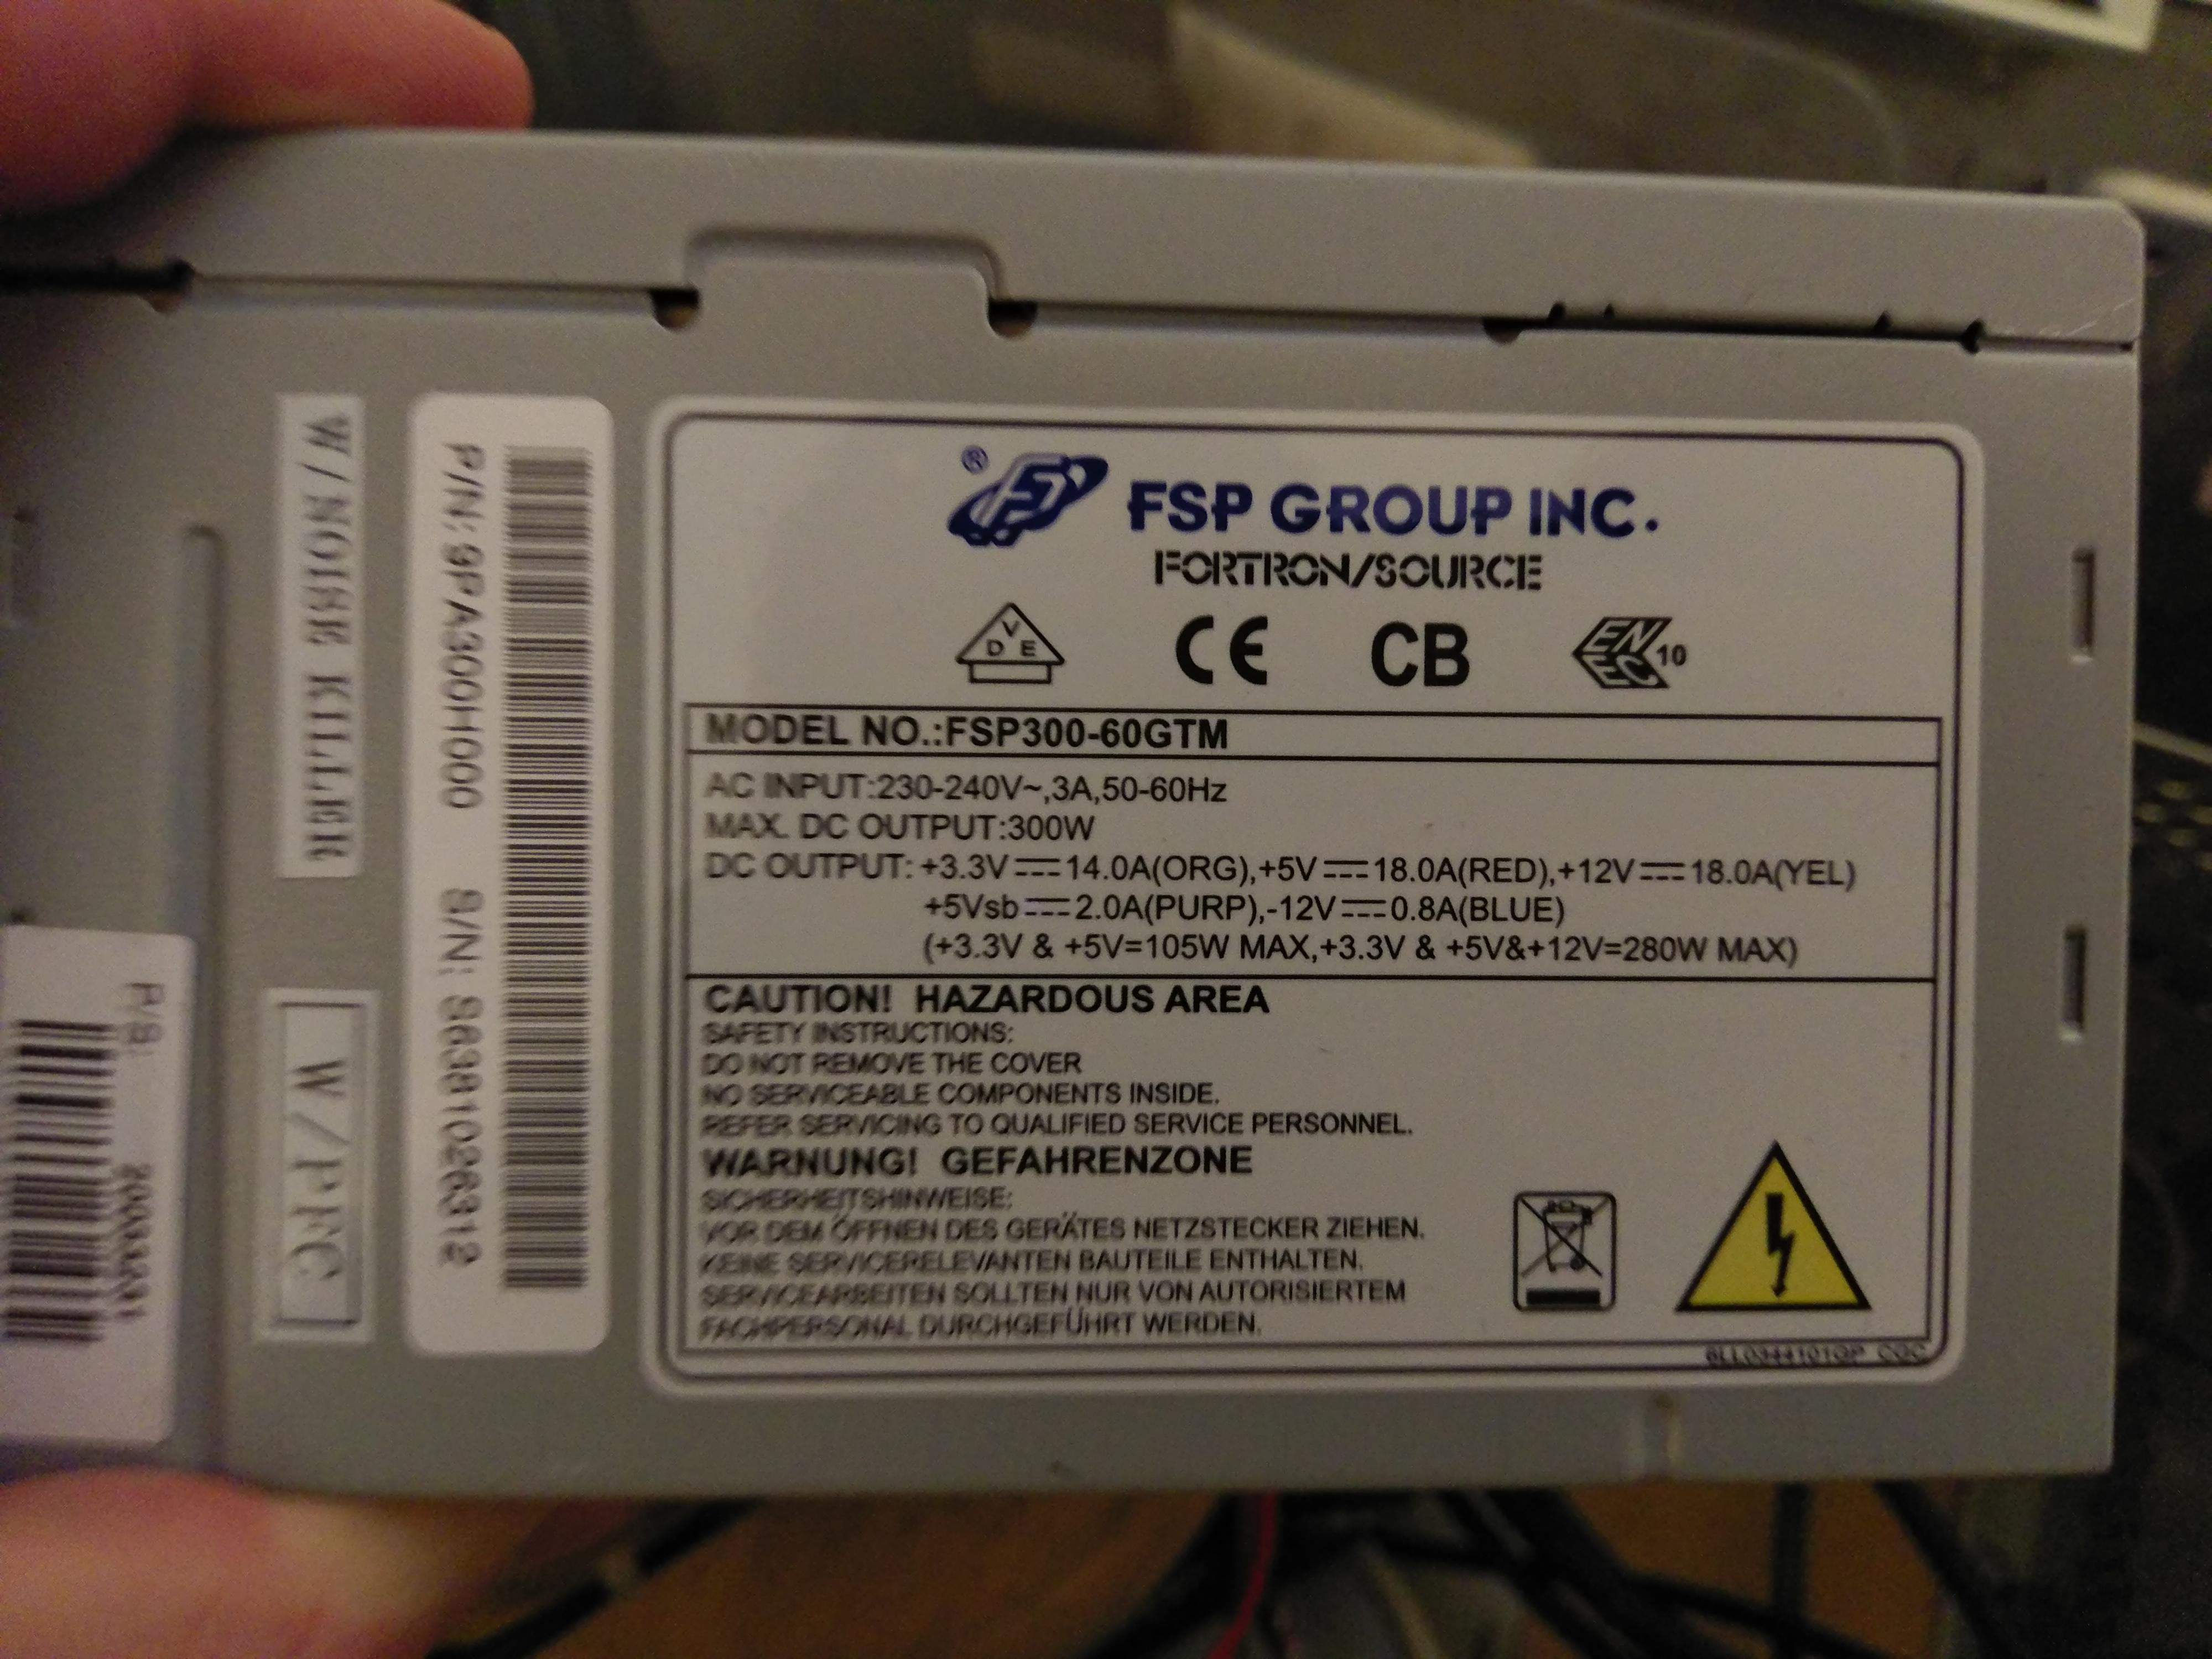 W/NOISE KILLER
W/PFC
P/N: 9PA300H000 S/N: S6381026312
P/S:
® FSP GROUP INC.
FORTRON/SOURCE
VDE CE CB ENEC 10
MODEL NO.:FSP300-60GTM
AC INPUT:230-240V~,3A,50-60Hz
MAX. DC OUTPUT:300W
DC OUTPUT: +3.3V⎓14.0A(ORG),+5V⎓18.0A(RED),+12V⎓18.0A(YEL)
+5Vsb⎓2.0A(PURP),-12V⎓0.8A(BLUE)
(+3.3V & +5V=105W MAX,+3.3V & +5V&+12V=280W MAX)
CAUTION! HAZARDOUS AREA
SAFETY INSTRUCTIONS:
DO NOT REMOVE THE COVER
NO SERVICEABLE COMPONENTS INSIDE.
REFER SERVICING TO QUALIFIED SERVICE PERSONNEL.
WARNUNG! GEFAHRENZONE
SICHERHEITSHINWEISE:
VOR DEM ÖFFNEN DES GERÄTES NETZSTECKER ZIEHEN.
KEINE SERVICERELEVANTEN BAUTEILE ENTHALTEN.
SERVICEARBEITEN SOLLTEN NUR VON AUTORISIERTEM
FACHPERSONAL DURCHGEFÜHRT WERDEN.